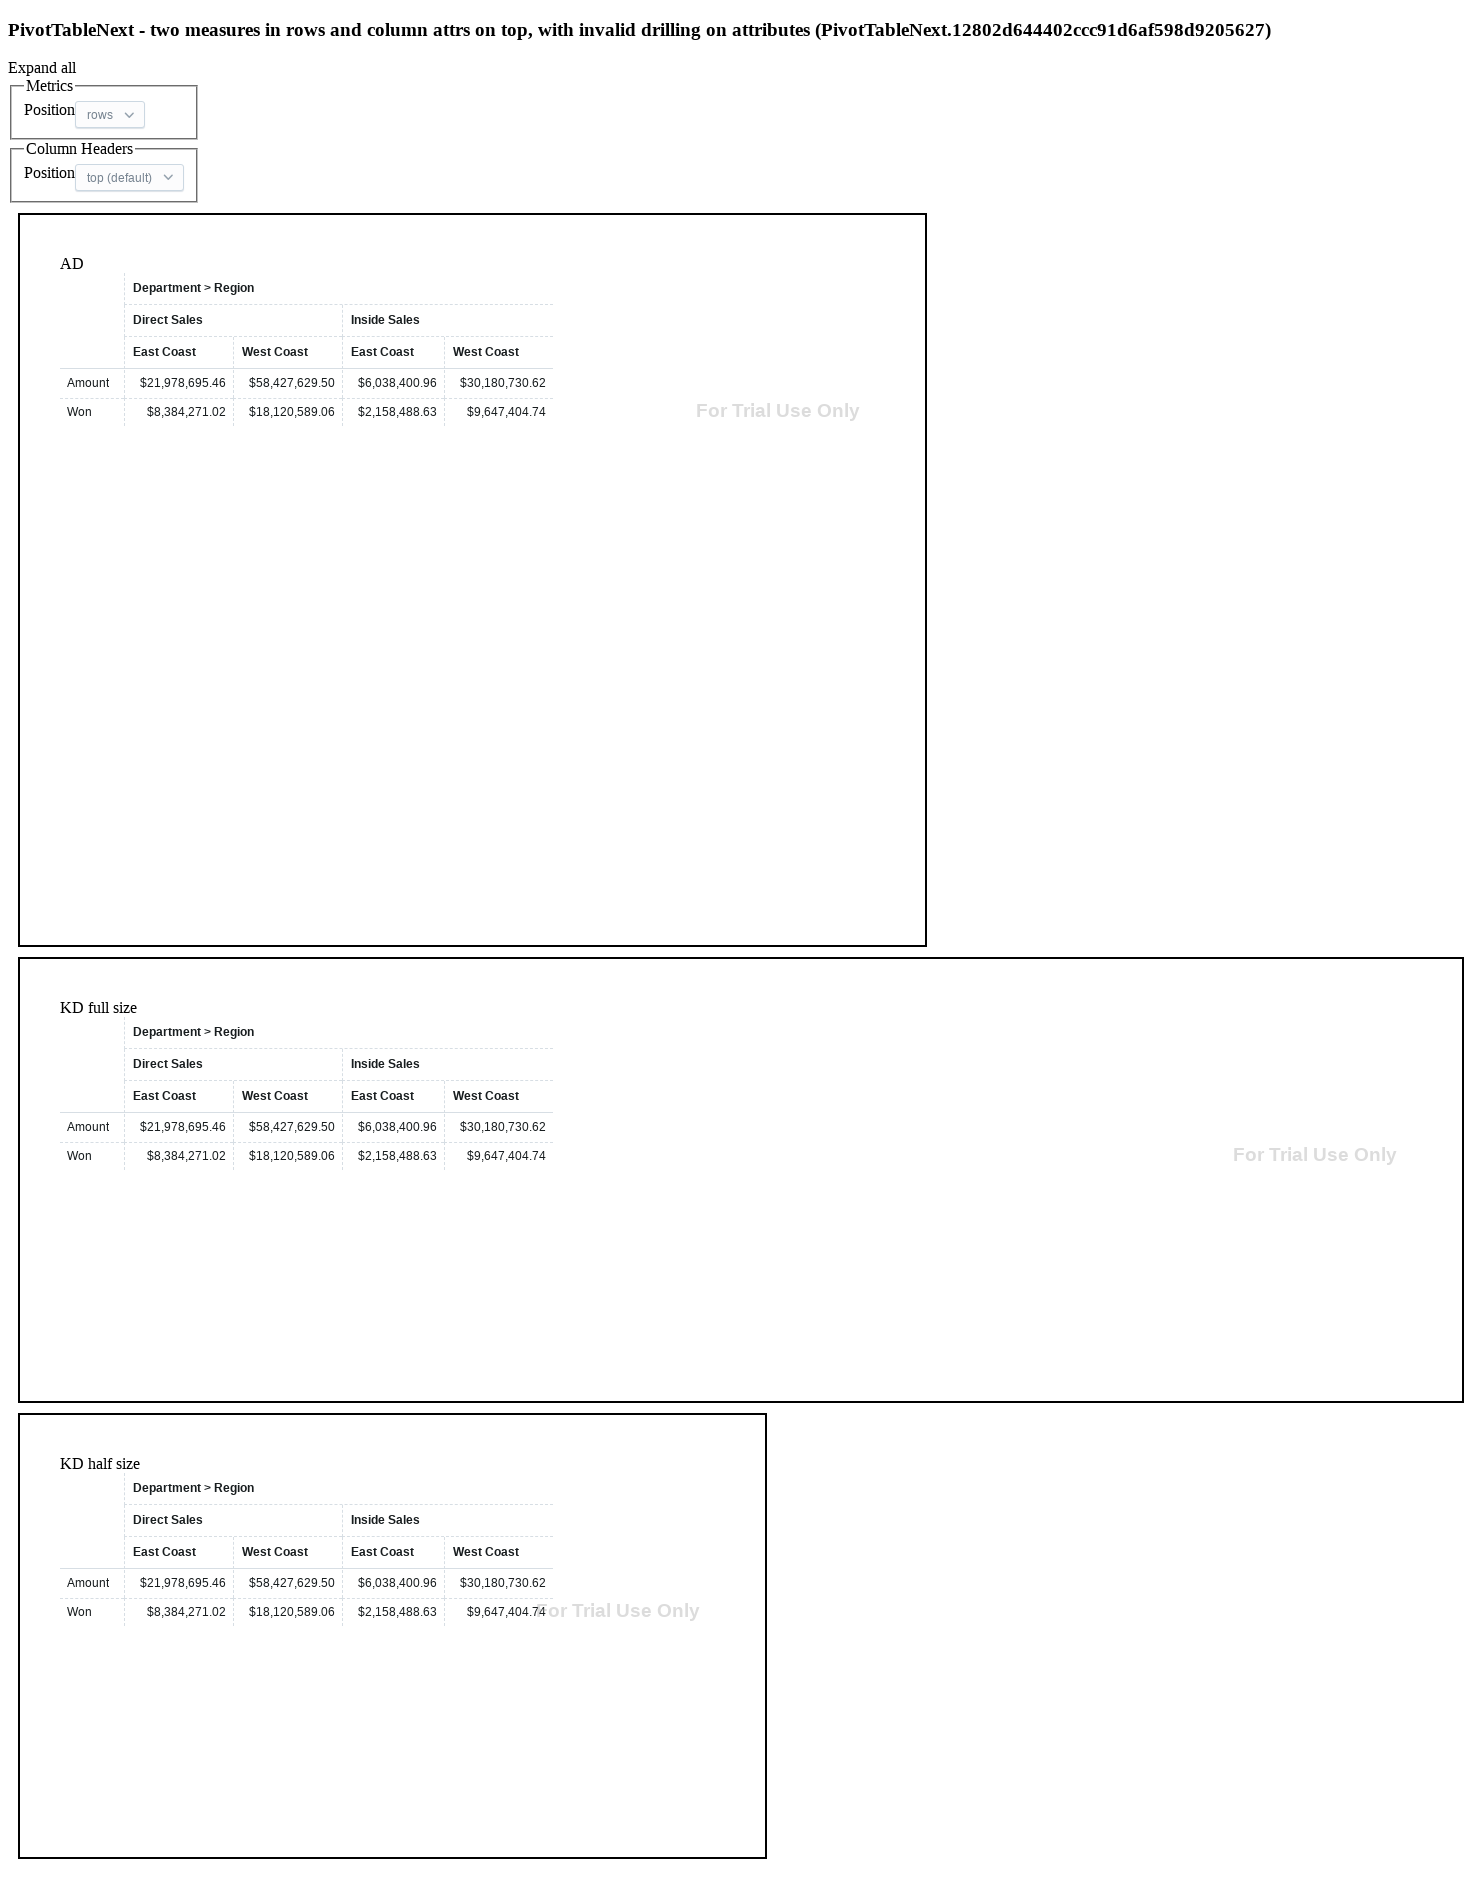 PivotTableNext - two measures in rows and column attrs on top, with invalid drilling on attributes (PivotTableNext.12802d644402ccc91d6af598d9205627)
Expand all
Metrics
Position rows
Column Headers
Position top (default)
AD
Department > Region
Direct Sales Inside Sales
East Coast West Coast East Coast West Coast
Amount $21,978,695.46 $58,427,629.50 $6,038,400.96 $30,180,730.62
Won $8,384,271.02 $18,120,589.06 $2,158,488.63 $9,647,404.74
For Trial Use Only
KD full size
Department > Region
Direct Sales Inside Sales
East Coast West Coast East Coast West Coast
Amount $21,978,695.46 $58,427,629.50 $6,038,400.96 $30,180,730.62
Won $8,384,271.02 $18,120,589.06 $2,158,488.63 $9,647,404.74
For Trial Use Only
KD half size
Department > Region
Direct Sales Inside Sales
East Coast West Coast East Coast West Coast
Amount $21,978,695.46 $58,427,629.50 $6,038,400.96 $30,180,730.62
Won $8,384,271.02 $18,120,589.06 $2,158,488.63 $9,647,404.74
For Trial Use Only